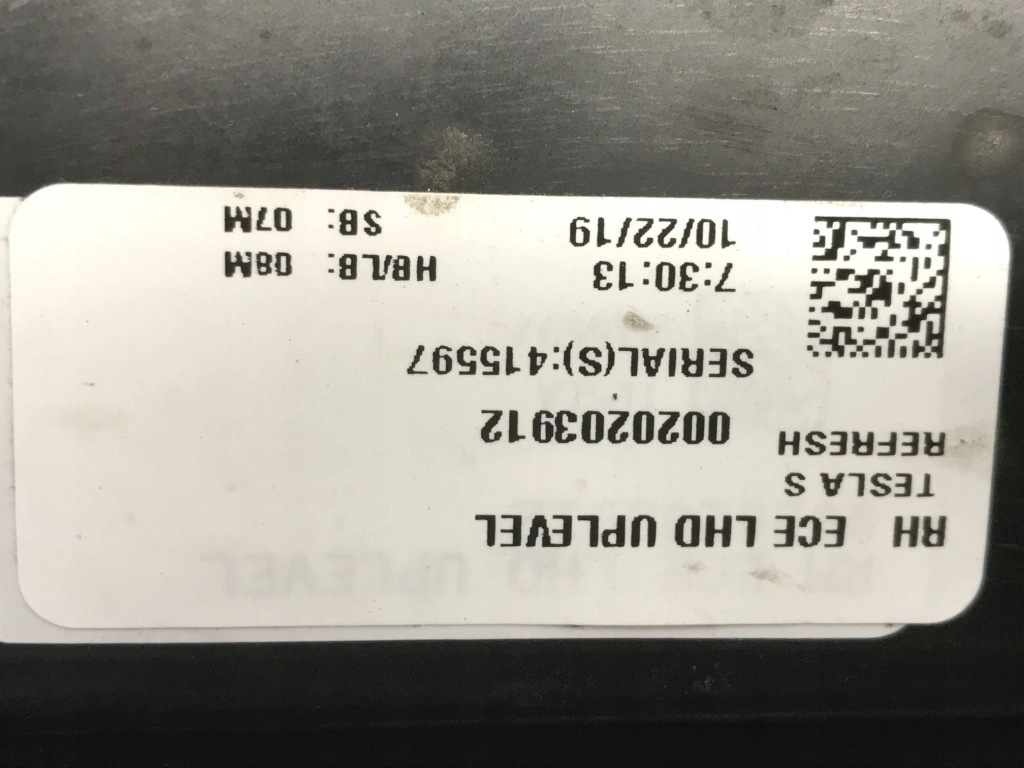 RH ECE LHD UPLEVEL
TESLA S
REFRESH 0020203912
SERIAL(S):415597
7:30:13 HB/LB: 08M
10/22/19 SB: 07M